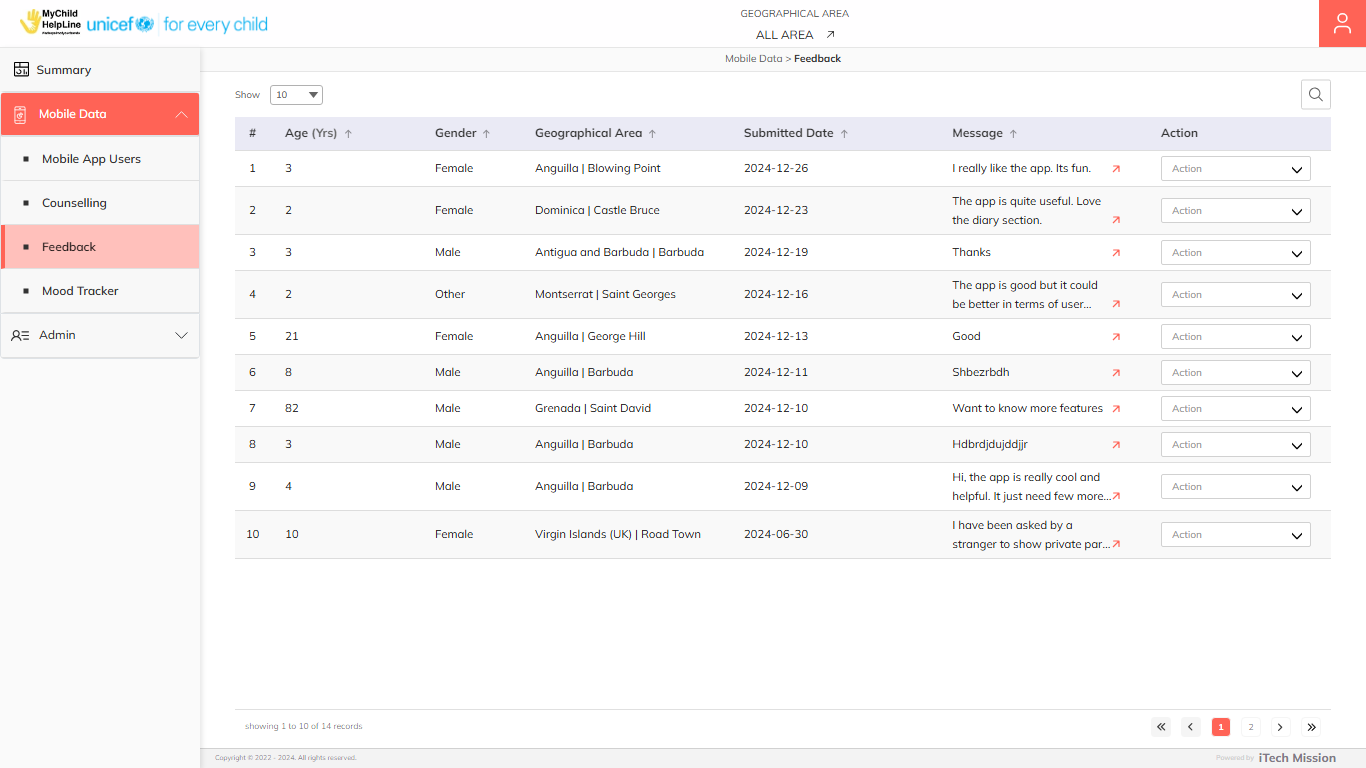 MyChild
HelpLine
unicef for every child
GEOGRAPHICAL AREA
ALL AREA
Mobile Data > Feedback
Summary
Mobile Data
Mobile App Users
Counselling
Feedback
Mood Tracker
Admin
Show 10
# Age (Yrs) Gender Geographical Area Submitted Date Message Action
1 3 Female Anguilla | Blowing Point 2024-12-26 I really like the app. Its fun. Action
2 2 Female Dominica | Castle Bruce 2024-12-23 The app is quite useful. Love
the diary section. Action
3 3 Male Antigua and Barbuda | Barbuda 2024-12-19 Thanks Action
4 2 Other Montserrat | Saint Georges 2024-12-16 The app is good but it could
be better in terms of user... Action
5 21 Female Anguilla | George Hill 2024-12-13 Good Action
6 8 Male Anguilla | Barbuda 2024-12-11 Shbezrbdh Action
7 82 Male Grenada | Saint David 2024-12-10 Want to know more features Action
8 3 Male Anguilla | Barbuda 2024-12-10 Hdbrdjdujddjjr Action
9 4 Male Anguilla | Barbuda 2024-12-09 Hi, the app is really cool and
helpful. It just need few more... Action
10 10 Female Virgin Islands (UK) | Road Town 2024-06-30 I have been asked by a
stranger to show private par... Action
showing 1 to 10 of 14 records
1 2
Copyright © 2022 - 2024. All rights reserved.
Powered by iTech Mission